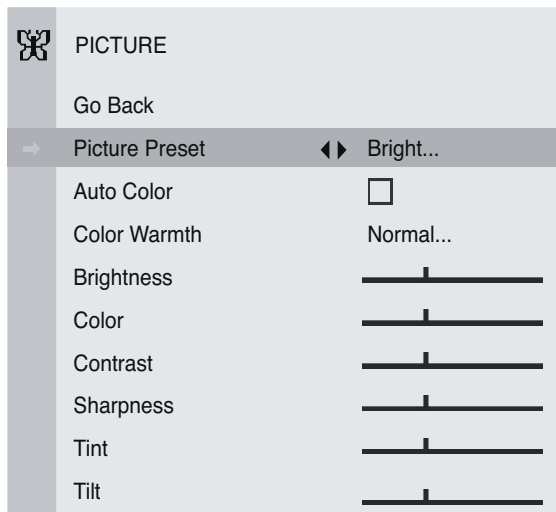 PICTURE
Go Back
Picture Preset Bright...
Auto Color
Color Warmth Normal...
Brightness
Color
Contrast
Sharpness
Tint
Tilt